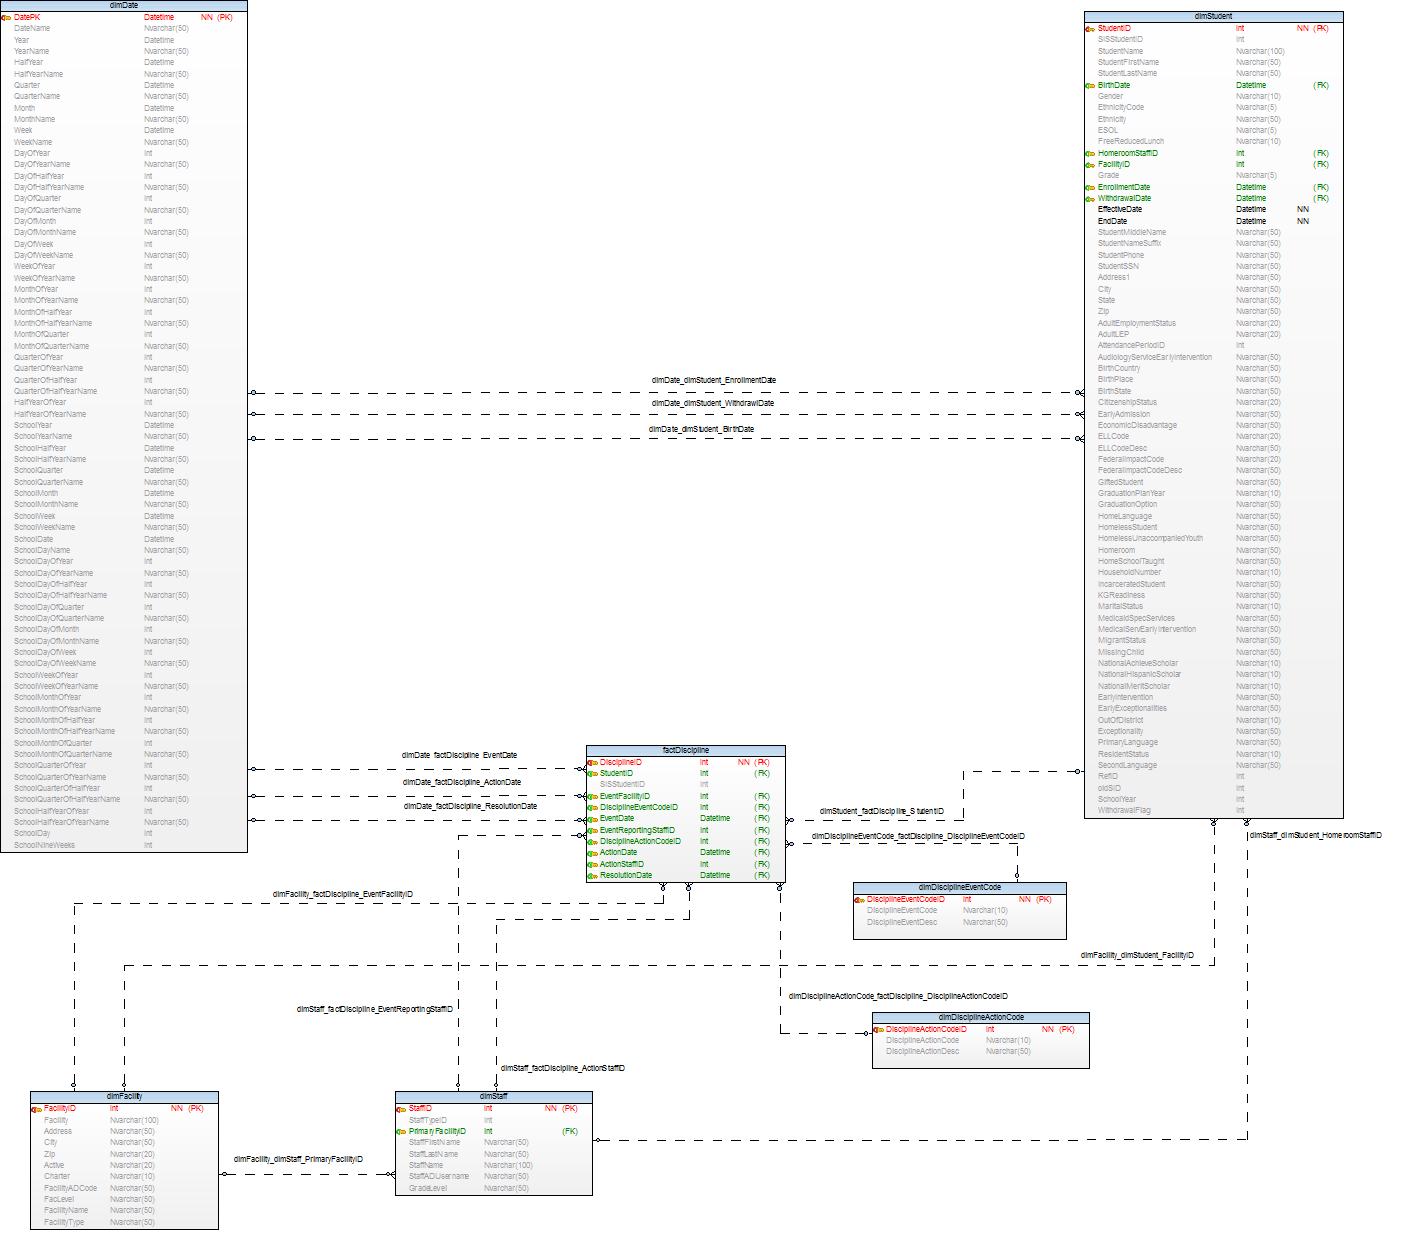 dimDate
DatePK Datetime NN (PK)
DateName Nvarchar(50)
Year Datetime
YearName Nvarchar(50)
HalfYear Datetime
HalfYearName Nvarchar(50)
Quarter Datetime
QuarterName Nvarchar(50)
Month Datetime
MonthName Nvarchar(50)
Week Datetime
WeekName Nvarchar(50)
DayOfYear Int
DayOfYearName Nvarchar(50)
DayOfHalfYear Int
DayOfHalfYearName Nvarchar(50)
DayOfQuarter Int
DayOfQuarterName Nvarchar(50)
DayOfMonth Int
DayOfMonthName Nvarchar(50)
DayOfWeek Int
DayOfWeekName Nvarchar(50)
WeekOfYear Int
WeekOfYearName Nvarchar(50)
MonthOfYear Int
MonthOfYearName Nvarchar(50)
MonthOfHalfYear Int
MonthOfHalfYearName Nvarchar(50)
MonthOfQuarter Int
MonthOfQuarterName Nvarchar(50)
QuarterOfYear Int
QuarterOfYearName Nvarchar(50)
QuarterOfHalfYear Int
QuarterOfHalfYearName Nvarchar(50)
HalfYearOfYear Int
HalfYearOfYearName Nvarchar(50)
SchoolYear Datetime
SchoolYearName Nvarchar(50)
SchoolHalfYear Datetime
SchoolHalfYearName Nvarchar(50)
SchoolQuarter Datetime
SchoolQuarterName Nvarchar(50)
SchoolMonth Datetime
SchoolMonthName Nvarchar(50)
SchoolWeek Datetime
SchoolWeekName Nvarchar(50)
SchoolDate Datetime
SchoolDayName Nvarchar(50)
SchoolDayOfYear Int
SchoolDayOfYearName Nvarchar(50)
SchoolDayOfHalfYear Int
SchoolDayOfHalfYearName Nvarchar(50)
SchoolDayOfQuarter Int
SchoolDayOfQuarterName Nvarchar(50)
SchoolDayOfMonth Int
SchoolDayOfMonthName Nvarchar(50)
SchoolDayOfWeek Int
SchoolDayOfWeekName Nvarchar(50)
SchoolWeekOfYear Int
SchoolWeekOfYearName Nvarchar(50)
SchoolMonthOfYear Int
SchoolMonthOfYearName Nvarchar(50)
SchoolMonthOfHalfYear Int
SchoolMonthOfHalfYearName Nvarchar(50)
SchoolMonthOfQuarter Int
SchoolMonthOfQuarterName Nvarchar(50)
SchoolQuarterOfYear Int
SchoolQuarterOfYearName Nvarchar(50)
SchoolQuarterOfHalfYear Int
SchoolQuarterOfHalfYearName Nvarchar(50)
SchoolHalfYearOfYear Int
SchoolHalfYearOfYearName Nvarchar(50)
SchoolDay Int
SchoolNineWeeks Int
dimStudent
StudentID Int NN (PK)
SISStudentID Int
StudentName Nvarchar(100)
StudentFirstName Nvarchar(50)
StudentLastName Nvarchar(50)
BirthDate Datetime (FK)
Gender Nvarchar(10)
EthnicityCode Nvarchar(5)
Ethnicity Nvarchar(50)
ESOL Nvarchar(5)
FreeReducedLunch Nvarchar(10)
HomeroomStaffID Int (FK)
FacilityID Int (FK)
Grade Nvarchar(5)
EnrollmentDate Datetime (FK)
WithdrawalDate Datetime (FK)
EffectiveDate Datetime NN
EndDate Datetime NN
StudentMiddleName Nvarchar(50)
StudentNameSuffix Nvarchar(50)
StudentPhone Nvarchar(50)
StudentSSN Nvarchar(50)
Address1 Nvarchar(50)
City Nvarchar(50)
State Nvarchar(50)
Zip Nvarchar(50)
AdultEmploymentStatus Nvarchar(20)
AdultLEP Nvarchar(20)
AttendancePeriodID Int
AudiologyServiceEarlyIntervention Nvarchar(50)
BirthCountry Nvarchar(50)
BirthPlace Nvarchar(50)
BirthState Nvarchar(50)
CitizenshipStatus Nvarchar(20)
EarlyAdmission Nvarchar(50)
EconomicDisadvantage Nvarchar(50)
ELLCode Nvarchar(20)
ELLCodeDesc Nvarchar(50)
FederalImpactCode Nvarchar(20)
FederalImpactCodeDesc Nvarchar(50)
GiftedStudent Nvarchar(50)
GraduationPlanYear Nvarchar(10)
GraduationOption Nvarchar(50)
HomeLanguage Nvarchar(50)
HomelessStudent Nvarchar(50)
HomelessUnaccompaniedYouth Nvarchar(50)
Homeroom Nvarchar(50)
HomeSchoolTaught Nvarchar(50)
HouseholdNumber Nvarchar(10)
IncarceratedStudent Nvarchar(50)
KGReadiness Nvarchar(50)
MaritalStatus Nvarchar(10)
MedicaidSpecServices Nvarchar(50)
MedicalServEarlyIntervention Nvarchar(50)
MigrantStatus Nvarchar(50)
MissingChild Nvarchar(50)
NationalAchieveScholar Nvarchar(10)
NationalHispanicScholar Nvarchar(10)
NationalMeritScholar Nvarchar(10)
EarlyIntervention Nvarchar(50)
EarlyExceptionalities Nvarchar(50)
OutOfDistrict Nvarchar(10)
Exceptionality Nvarchar(50)
PrimaryLanguage Nvarchar(50)
ResidentStatus Nvarchar(10)
SecondLanguage Nvarchar(50)
RefID Int
oldSID Int
SchoolYear Int
WithdrawalFlag Int
dimDate_dimStudent_EnrollmentDate
dimDate_dimStudent_WithdrawlDate
dimDate_dimStudent_BirthDate
dimDate_factDiscipline_EventDate
dimDate_factDiscipline_ActionDate
dimDate_factDiscipline_ResolutionDate
factDiscipline
DisciplineID Int NN (PK)
StudentID Int (FK)
SISStudentID Int
EventFacilityID Int (FK)
DisciplineEventCodeID Int (FK)
EventDate Datetime (FK)
EventReportingStaffID Int (FK)
DisciplineActionCodeID Int (FK)
ActionDate Datetime (FK)
ActionStaffID Int (FK)
ResolutionDate Datetime (FK)
dimStudent_factDiscipline_StudentID
dimDisciplineEventCode_factDiscipline_DisciplineEventCodeID
dimStaff_dimStudent_HomeroomStaffID
dimDisciplineEventCode
DisciplineEventCodeID Int NN (PK)
DisciplineEventCode Nvarchar(10)
DisciplineEventDesc Nvarchar(50)
dimFacility_factDiscipline_EventFacilityID
dimFacility_dimStudent_FacilityID
dimDisciplineActionCode_factDiscipline_DisciplineActionCodeID
dimStaff_factDiscipline_EventReportingStaffID
dimDisciplineActionCode
DisciplineActionCodeID Int NN (PK)
DisciplineActionCode Nvarchar(10)
DisciplineActionDesc Nvarchar(50)
dimStaff_factDiscipline_ActionStaffID
dimFacility
FacilityID Int NN (PK)
Facility Nvarchar(100)
Address Nvarchar(50)
City Nvarchar(50)
Zip Nvarchar(20)
Active Nvarchar(20)
Charter Nvarchar(10)
FacilityADCode Nvarchar(50)
FacLevel Nvarchar(50)
FacilityName Nvarchar(50)
FacilityType Nvarchar(50)
dimFacility_dimStaff_PrimaryFacilityID
dimStaff
StaffID Int NN (PK)
StaffTypeID Int
PrimaryFacilityID Int (FK)
StaffFirstName Nvarchar(50)
StaffLastName Nvarchar(50)
StaffName Nvarchar(100)
StaffADUsername Nvarchar(50)
GradeLevel Nvarchar(50)